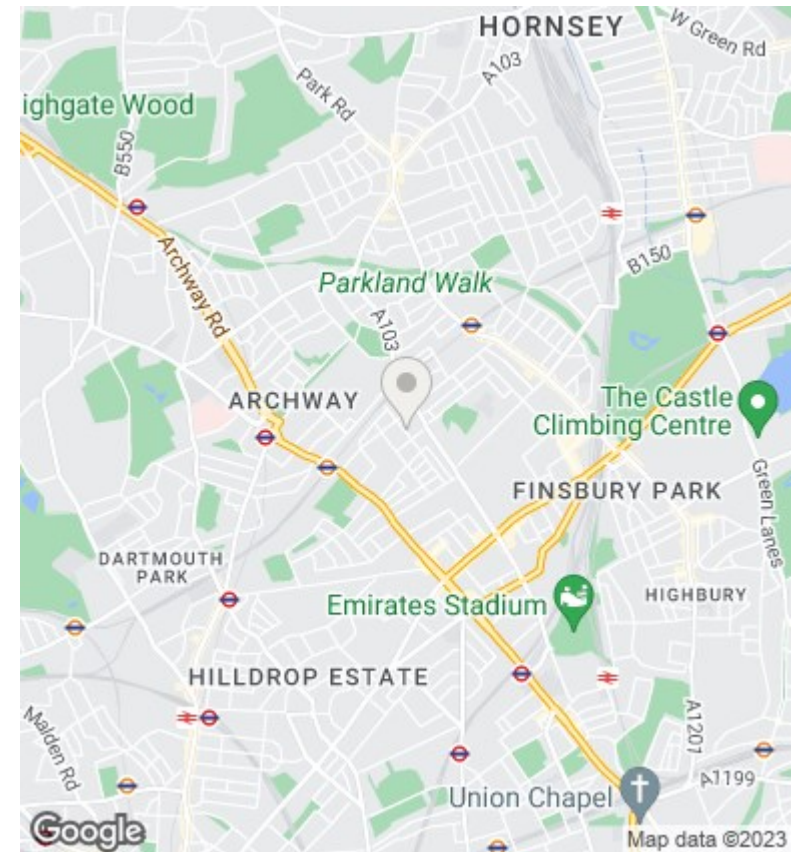 HORNSEY
W Green Rd
A103
Park Rd
ighgate Wood
B550
Archway Rd
B150
Parkland Walk
A103
ARCHWAY
The Castle
Climbing Centre
FINSBURY PARK
Green Lanes
DARTMOUTH
PARK
Emirates Stadium
HIGHBURY
HILLDROP ESTATE
Malden Rd
A1201
A1199
Union Chapel
Google
Map data ©2023